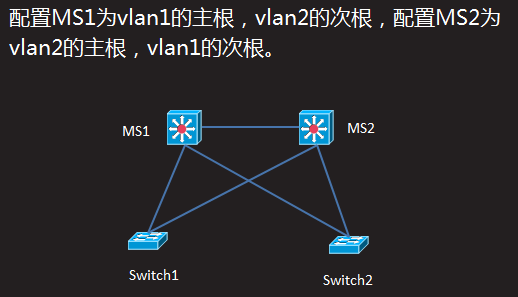 配置MS1为vlan1的主根，vlan2的次根，配置MS2为
vlan2的主根，vlan1的次根。
MS1
MS2
Switch1
Switch2